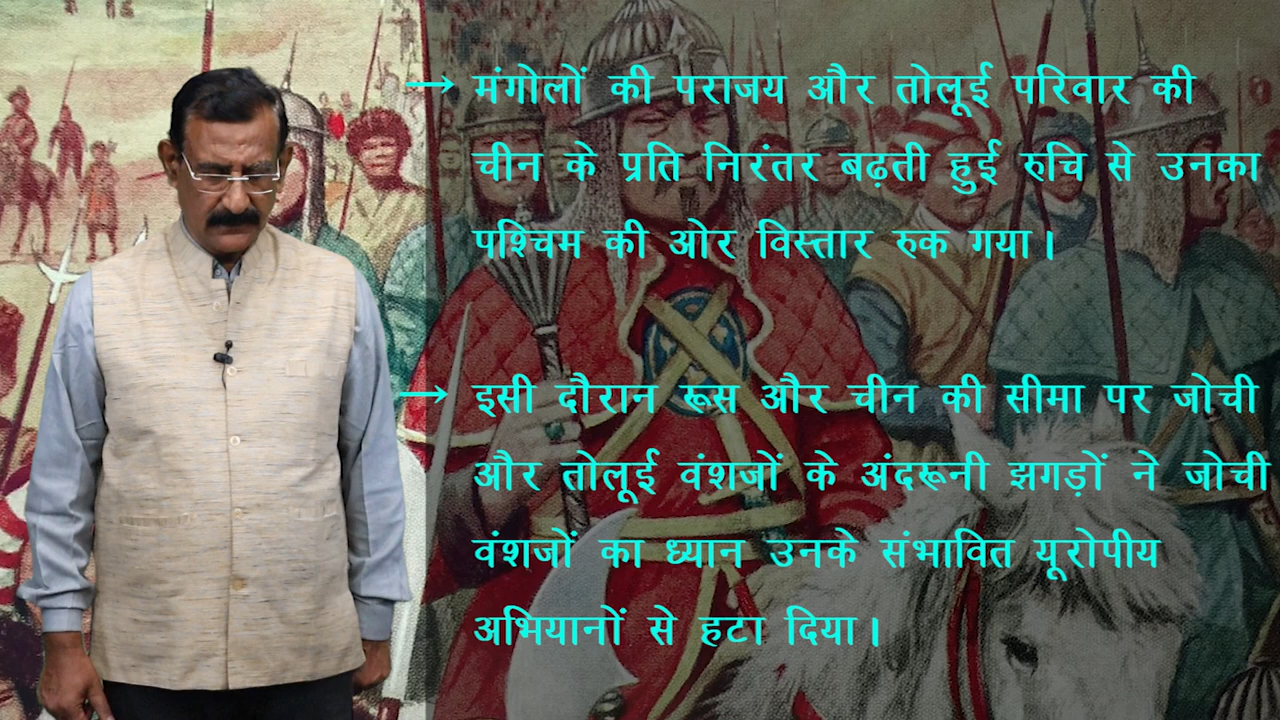 → मंगोलों की पराजय और तोलूई परिवार की
चीन के प्रति निरंतर बढ़ती हुई रुचि से उनका
पश्चिम की ओर विस्तार रुक गया।
→ इसी दौरान रूस और चीन की सीमा पर जोची
और तोलूई वंशजों के अंदरूनी झगड़ों ने जोची
वंशजों का ध्यान उनके संभावित यूरोपीय
अभियानों से हटा दिया।